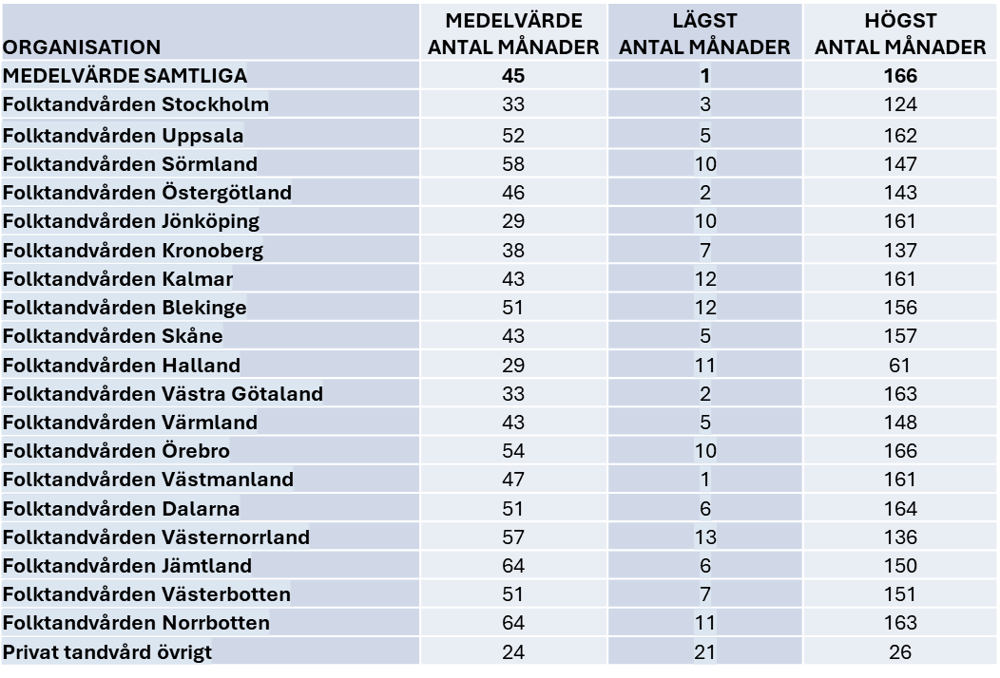 ORGANISATION MEDELVÄRDE ANTAL MÅNADER LÄGST ANTAL MÅNADER HÖGST ANTAL MÅNADER
MEDELVÄRDE SAMTLIGA 45 1 166
Folktandvården Stockholm 33 3 124
Folktandvården Uppsala 52 5 162
Folktandvården Sörmland 58 10 147
Folktandvården Östergötland 46 2 143
Folktandvården Jönköping 29 10 161
Folktandvården Kronoberg 38 7 137
Folktandvården Kalmar 43 12 161
Folktandvården Blekinge 51 12 156
Folktandvården Skåne 43 5 157
Folktandvården Halland 29 11 61
Folktandvården Västra Götaland 33 2 163
Folktandvården Värmland 43 5 148
Folktandvården Örebro 54 10 166
Folktandvården Västmanland 47 1 161
Folktandvården Dalarna 51 6 164
Folktandvården Västernorrland 57 13 136
Folktandvården Jämtland 64 6 150
Folktandvården Västerbotten 51 7 151
Folktandvården Norrbotten 64 11 163
Privat tandvård övrigt 24 21 26